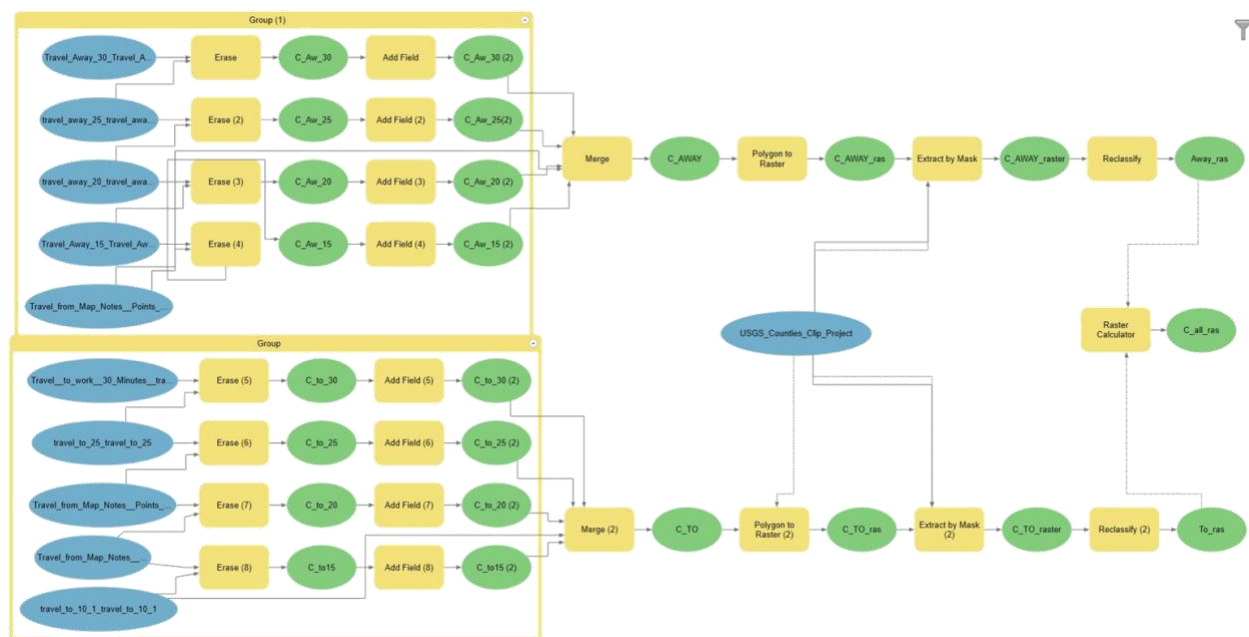 Group (1)
Travel_Away_30_Travel_A...
Erase
C_Aw_30
Add Field
C_Aw_30 (2)
travel_away_25_travel_awa...
Erase (2)
C_Aw_25
Add Field (2)
C_Aw_25(2)
travel_away_20_travel_awa...
Erase (3)
C_Aw_20
Add Field (3)
C_Aw_20 (2)
Travel_Away_15_Travel_Aw...
Erase (4)
C_Aw_15
Add Field (4)
C_Aw_15 (2)
Travel_from_Map_Notes__Points_...
Merge
C_AWAY
Polygon to
Raster
C_AWAY_ras
Extract by Mask
C_AWAY_raster
Reclassify
Away_ras
USGS_Counties_Clip_Project
Raster
Calculator
C_all_ras
Group
Travel__to_work__30_Minutes__tra...
Erase (5)
C_to_30
Add Field (5)
C_to_30 (2)
travel_to_25_travel_to_25
Erase (6)
C_to_25
Add Field (6)
C_to_25 (2)
Travel_from_Map_Notes__Points_...
Erase (7)
C_to_20
Add Field (7)
C_to_20 (2)
Travel_from_Map_Notes__...
Erase (8)
C_to15
Add Field (8)
C_to15 (2)
travel_to_10_1_travel_to_10_1
Merge (2)
C_TO
Polygon to
Raster (2)
C_TO_ras
Extract by Mask
(2)
C_TO_raster
Reclassify (2)
To_ras